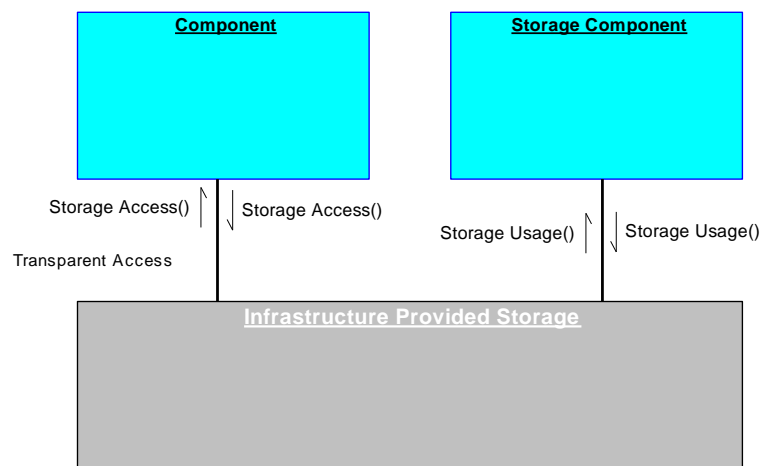 Component
Storage Component
Storage Access()
Storage Access()
Storage Usage()
Storage Usage()
Transparent Access
Infrastructure Provided Storage